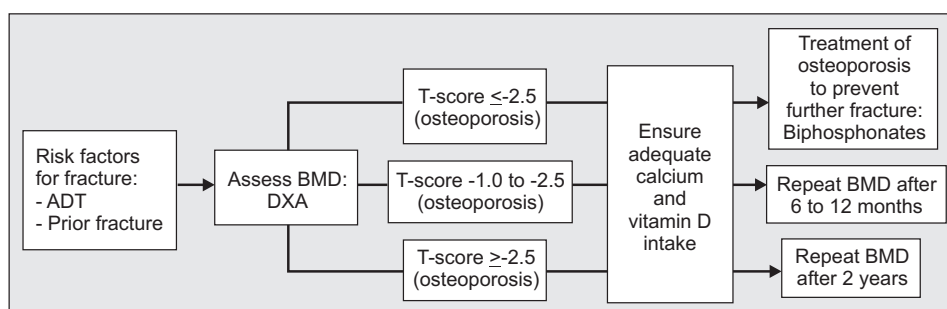 Risk factors
for fracture:
- ADT
- Prior fracture
Assess BMD:
DXA
T-score ≤-2.5
(osteoporosis)
T-score -1.0 to -2.5
(osteoporosis)
T-score ≥-2.5
(osteoporosis)
Ensure
adequate
calcium
and
vitamin D
intake
Treatment of
osteoporosis
to prevent
further fracture:
Biphosphonates
Repeat BMD after
6 to 12 months
Repeat BMD
after 2 years